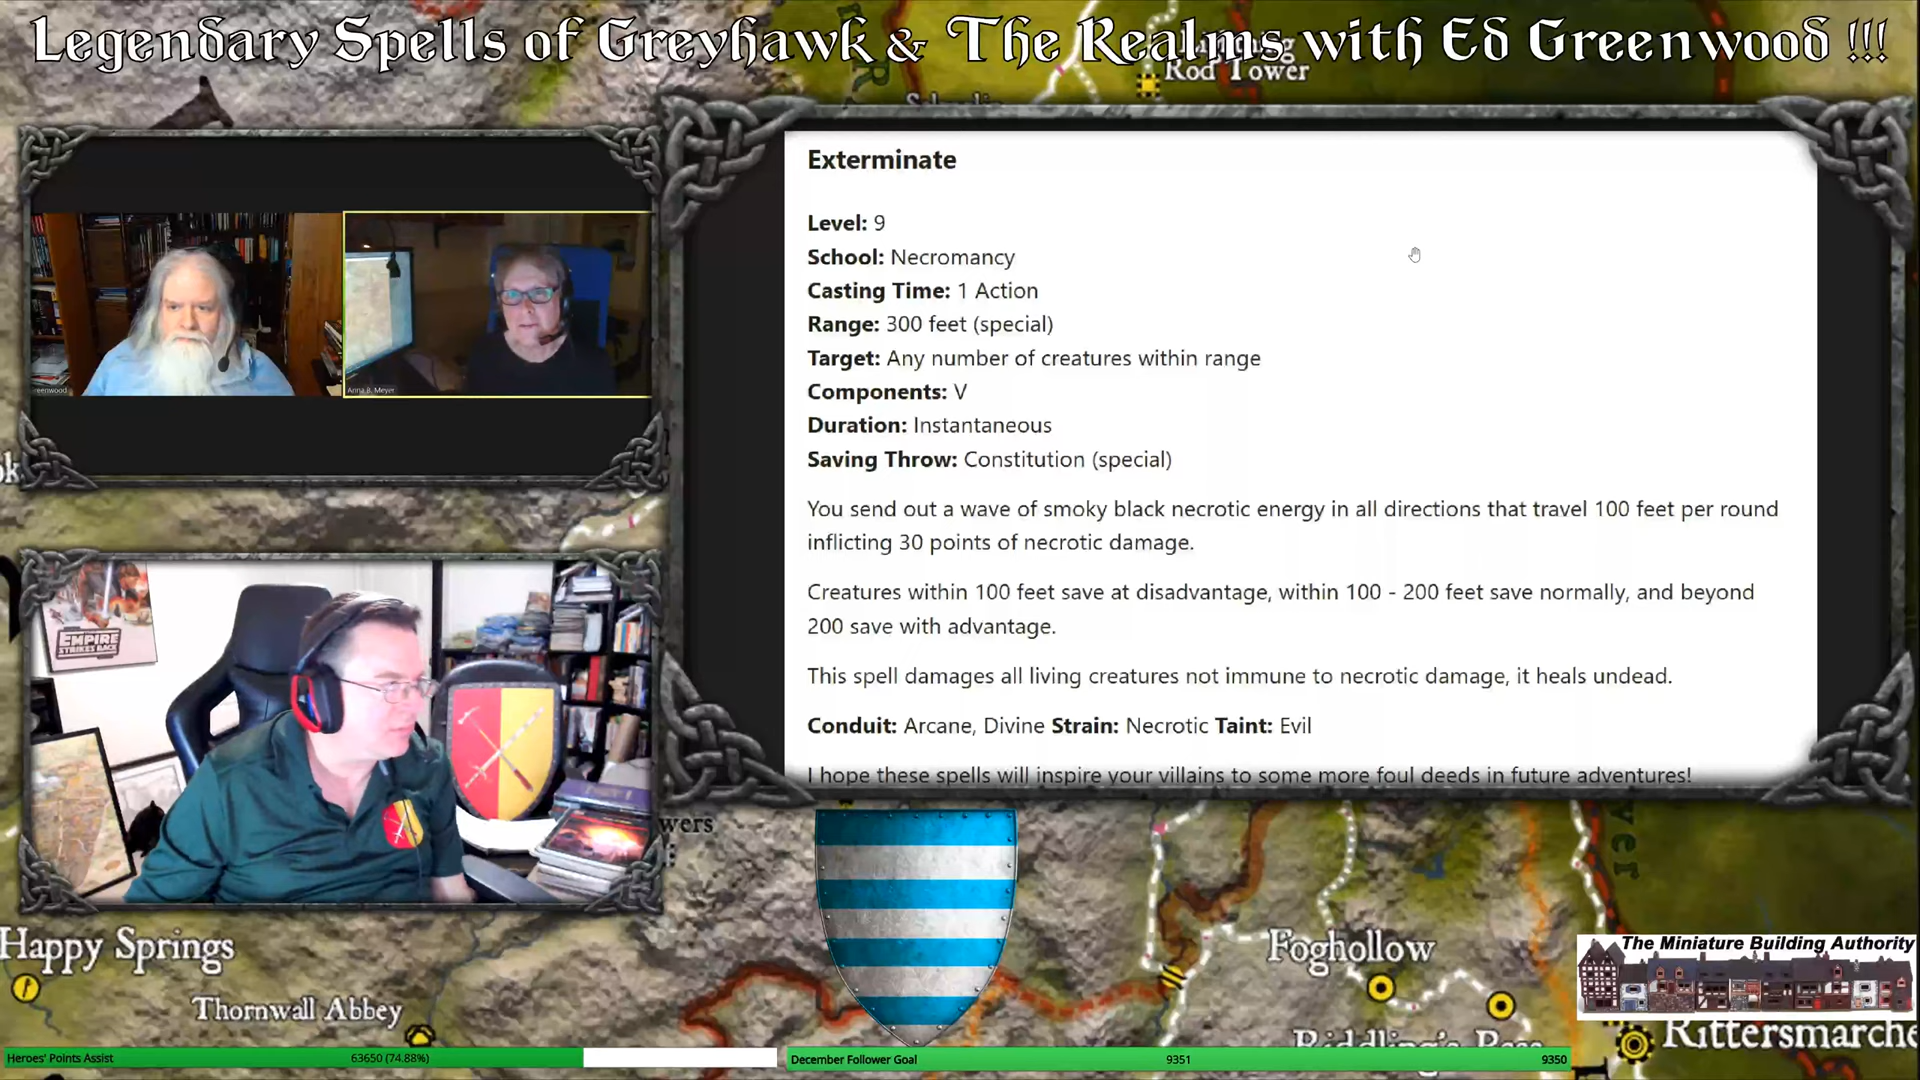 Legendary Spells of Greyhawk & The Realms with Ed Greenwood !!!
Rod Tower
Exterminate
Level: 9
School: Necromancy
Casting Time: 1 Action
Range: 300 feet (special)
Target: Any number of creatures within range
Components: V
Duration: Instantaneous
Saving Throw: Constitution (special)
You send out a wave of smoky black necrotic energy in all directions that travel 100 feet per round
inflicting 30 points of necrotic damage.
Creatures within 100 feet save at disadvantage, within 100 - 200 feet save normally, and beyond
200 save with advantage.
This spell damages all living creatures not immune to necrotic damage, it heals undead.
Conduit: Arcane, Divine Strain: Necrotic Taint: Evil
I hope these spells will inspire your villains to some more foul deeds in future adventures!
reenwood
Anna B. Meyer
EMPIRE
STRIKES BACK
wers
ver
Happy Springs
Thornwall Abbey
Foghollow
The Miniature Building Authority
Rittersmarche
Heroes' Points Assist 63650 (74.88%)
December Follower Goal 9351 9350